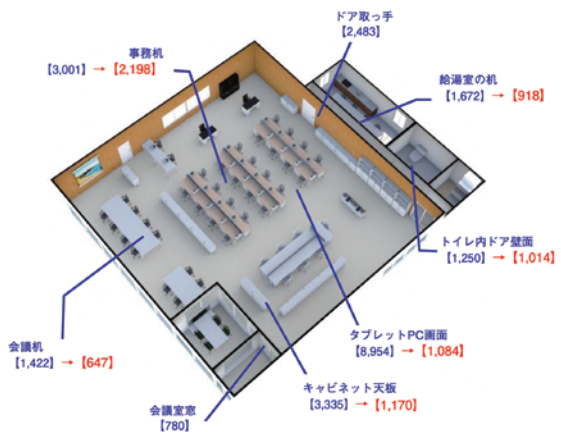 ドア取っ手
【2,483】
事務机
【3,001】→【2,198】
給湯室の机
【1,672】→【918】
トイレ内ドア壁面
【1,250】→【1,014】
会議机
【1,422】→【647】
タブレットPC画面
【8,954】→【1,084】
キャビネット天板
【3,335】→【1,170】
会議室窓
【780】